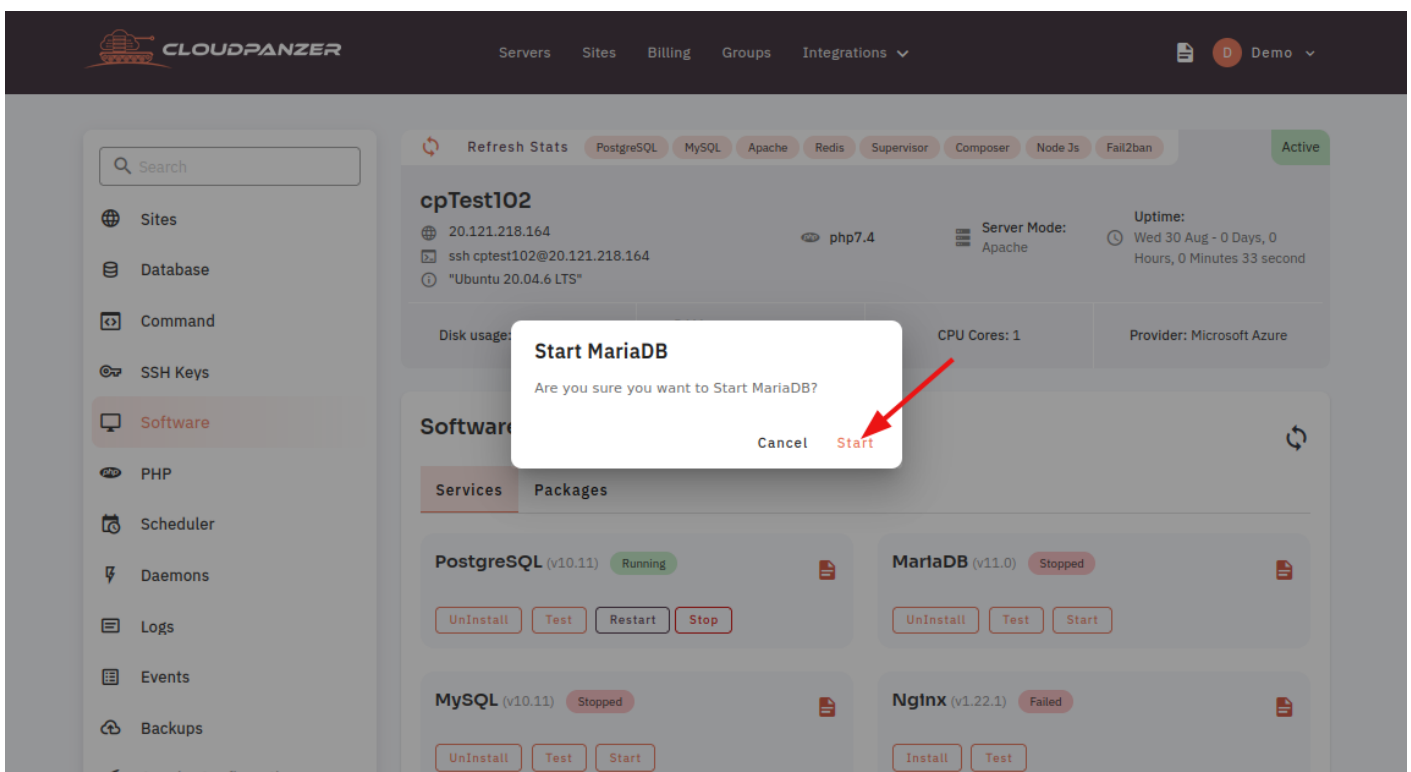 CLOUDPANZER
Servers Sites Billing Groups Integrations
D Demo
Search
Sites
Database
Command
SSH Keys
Software
PHP
Scheduler
Daemons
Logs
Events
Backups
Refresh Stats PostgreSQL MySQL Apache Redis Supervisor Composer Node Js Fail2ban Active
cpTest102
20.121.218.164
ssh cptest102@20.121.218.164
"Ubuntu 20.04.6 LTS"
php php7.4
Server Mode:
Apache
Uptime:
Wed 30 Aug - 0 Days, 0
Hours, 0 Minutes 33 second
Disk usage:
CPU Cores: 1
Provider: Microsoft Azure
Start MariaDB
Are you sure you want to Start MariaDB?
Cancel Start
Software
Services Packages
PostgreSQL (v10.11) Running
UnInstall Test Restart Stop
MariaDB (v11.0) Stopped
UnInstall Test Start
MySQL (v10.11) Stopped
UnInstall Test Start
Nginx (v1.22.1) Failed
Install Test